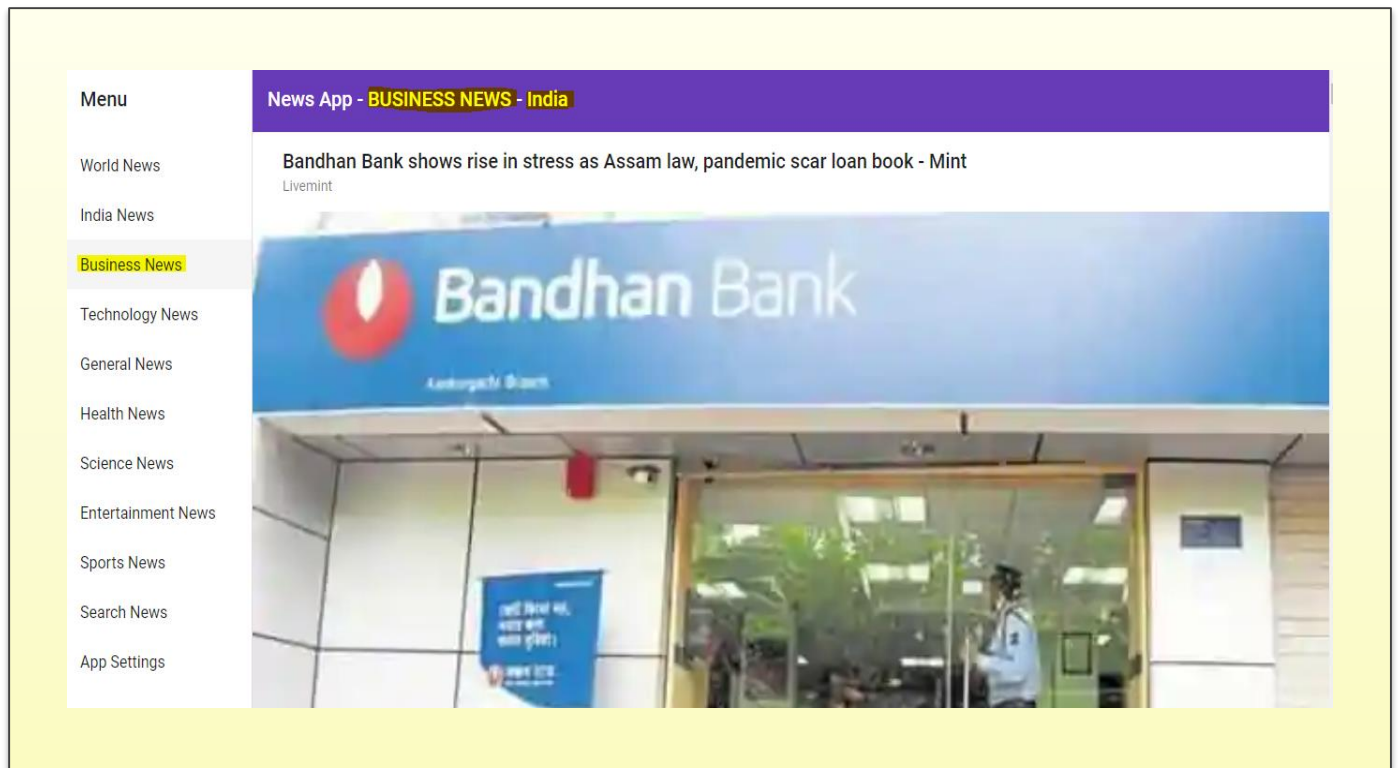 Menu
World News
India News
Business News
Technology News
General News
Health News
Science News
Entertainment News
Sports News
Search News
App Settings
News App - BUSINESS NEWS - India
Bandhan Bank shows rise in stress as Assam law, pandemic scar loan book - Mint
Livemint
Bandhan Bank